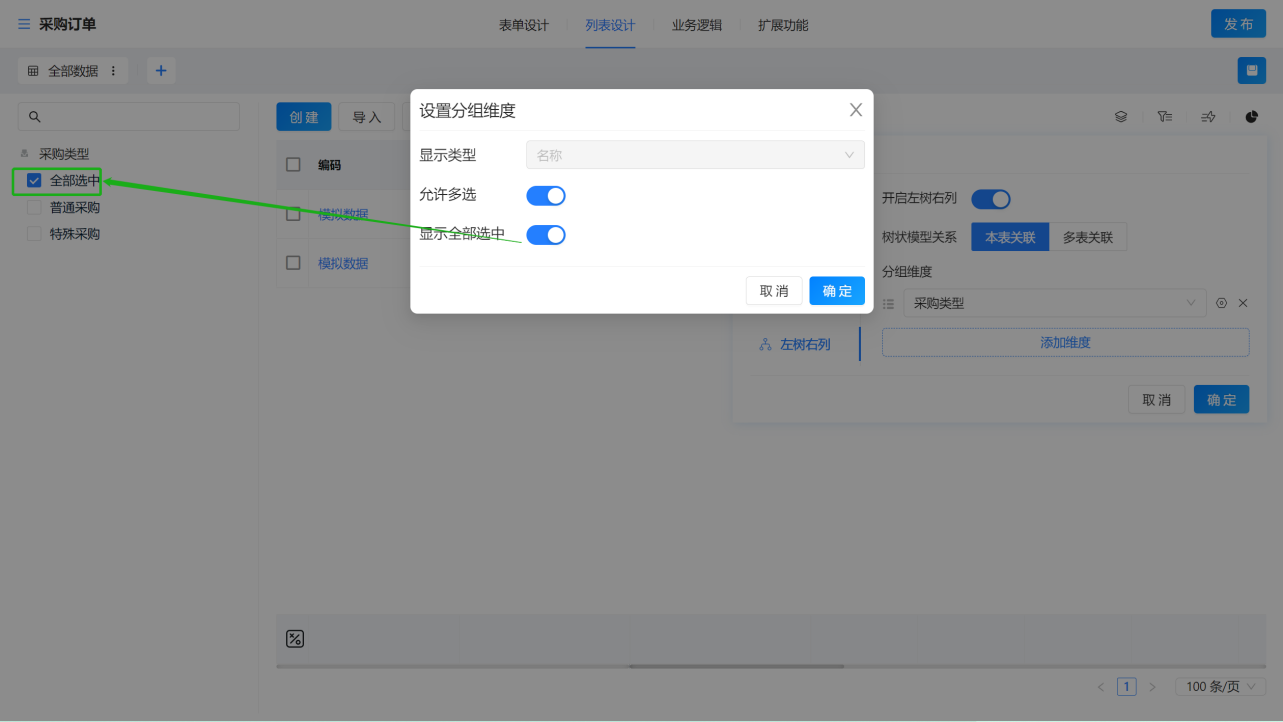 采购订单
表单设计 列表设计 业务逻辑 扩展功能
发布
全部数据
创建 导入
采购类型
全部选中
普通采购
特殊采购
编码
模拟数据
模拟数据
设置分组维度
显示类型 名称
允许多选
显示全部选中
取消 确定
开启左树右列
树状模型关系 本表关联 多表关联
分组维度
采购类型
左树右列
添加维度
取消 确定
1 100 条/页